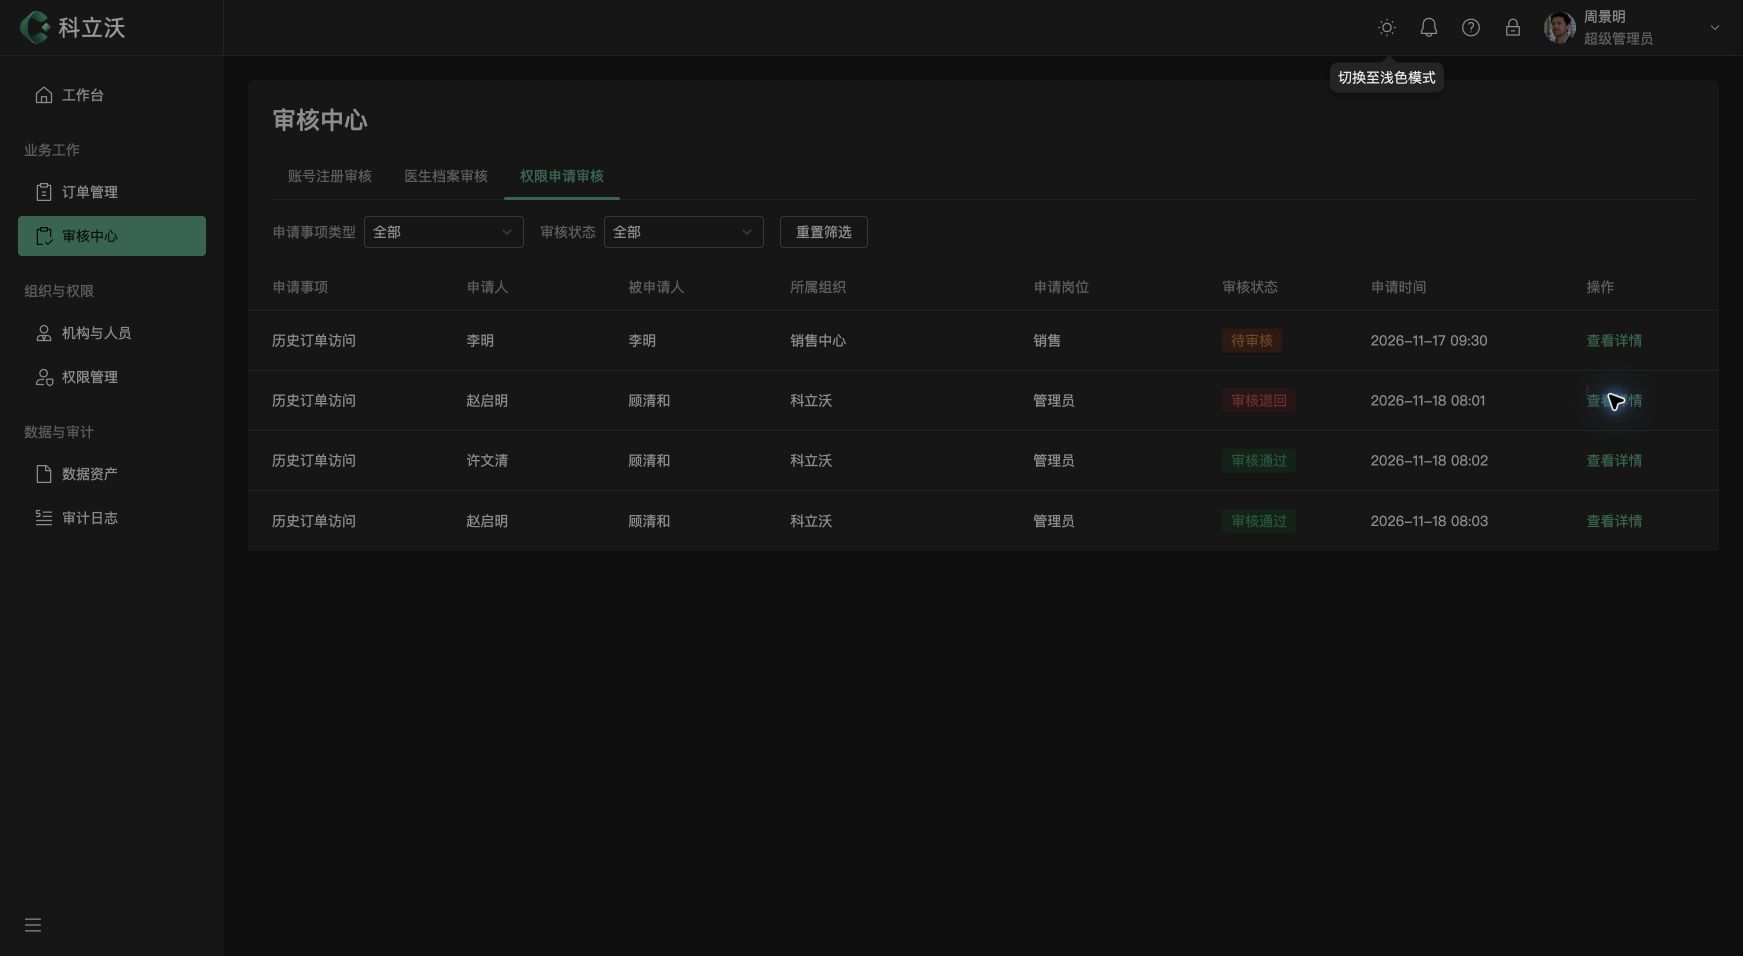 科立沃
周景明
超级管理员
切换至浅色模式
工作台
业务工作
订单管理
审核中心
组织与权限
机构与人员
权限管理
数据与审计
数据资产
审计日志
审核中心
账号注册审核 医生档案审核 权限申请审核
申请事项类型 全部 审核状态 全部 重置筛选
申请事项 申请人 被申请人 所属组织 申请岗位 审核状态 申请时间 操作
历史订单访问 李明 李明 销售中心 销售 待审核 2026-11-17 09:30 查看详情
历史订单访问 赵启明 顾清和 科立沃 管理员 审核退回 2026-11-18 08:01 查看详情
历史订单访问 许文清 顾清和 科立沃 管理员 审核通过 2026-11-18 08:02 查看详情
历史订单访问 赵启明 顾清和 科立沃 管理员 审核通过 2026-11-18 08:03 查看详情